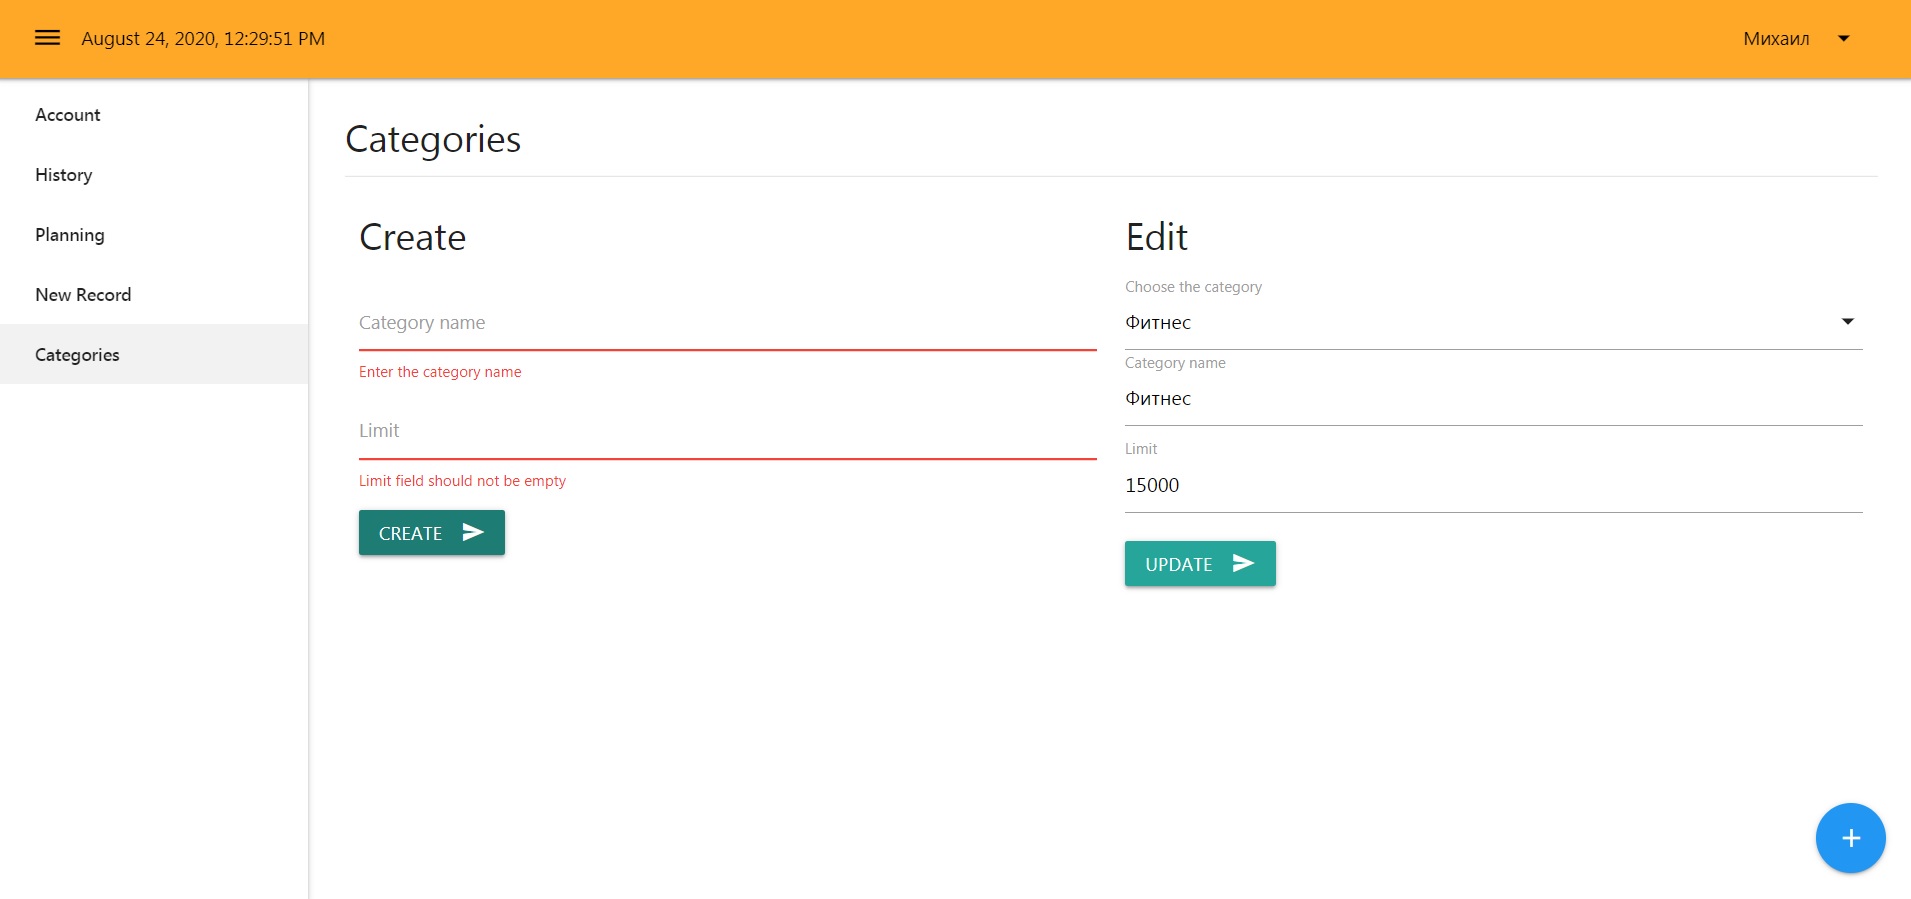 August 24, 2020, 12:29:51 PM
Михаил
Account
History
Planning
New Record
Categories
Categories
Create
Category name
Enter the category name
Limit
Limit field should not be empty
CREATE
Edit
Choose the category
Фитнес
Category name
Фитнес
Limit
15000
UPDATE